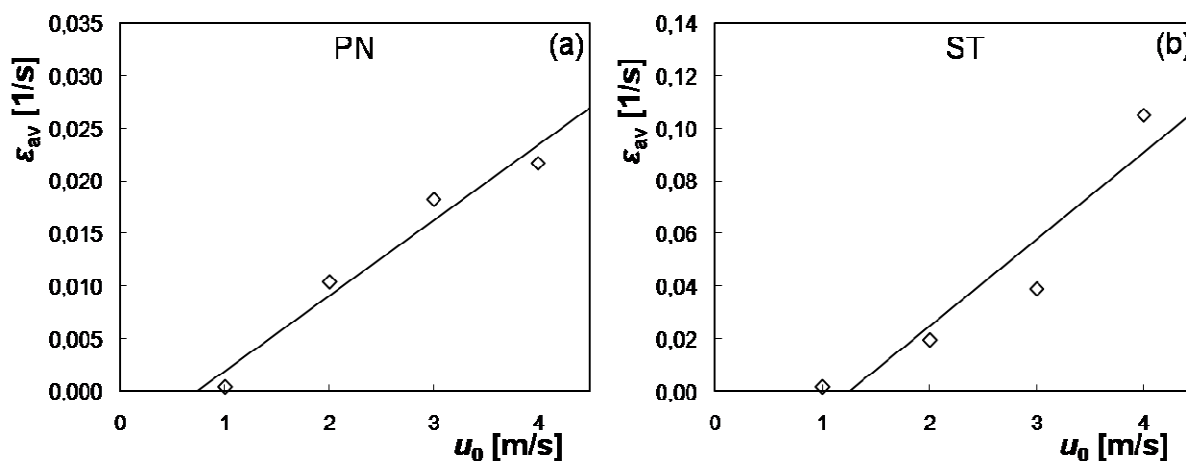 PN
(a)
ε_av [1/s]
0,035
0,030
0,025
0,020
0,015
0,010
0,005
0,000
0 1 2 3 4
u_0 [m/s]
ST
(b)
ε_av [1/s]
0,14
0,12
0,10
0,08
0,06
0,04
0,02
0,00
0 1 2 3 4
u_0 [m/s]